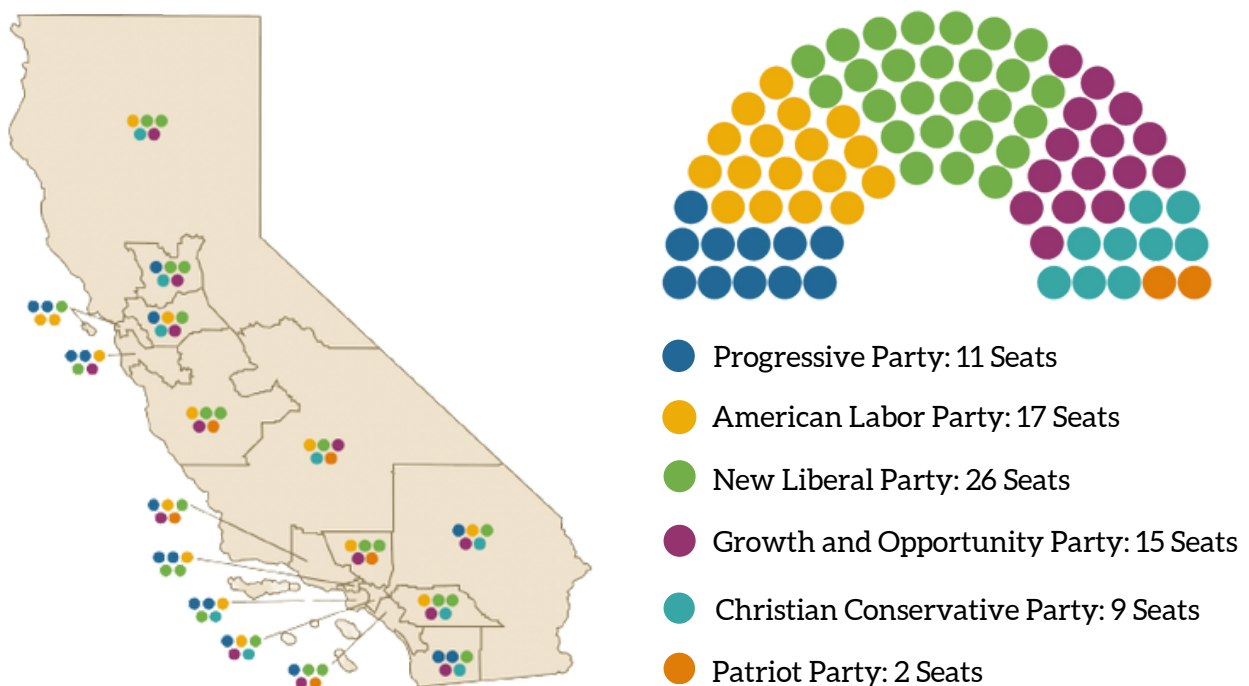 Progressive Party: 11 Seats
American Labor Party: 17 Seats
New Liberal Party: 26 Seats
Growth and Opportunity Party: 15 Seats
Christian Conservative Party: 9 Seats
Patriot Party: 2 Seats